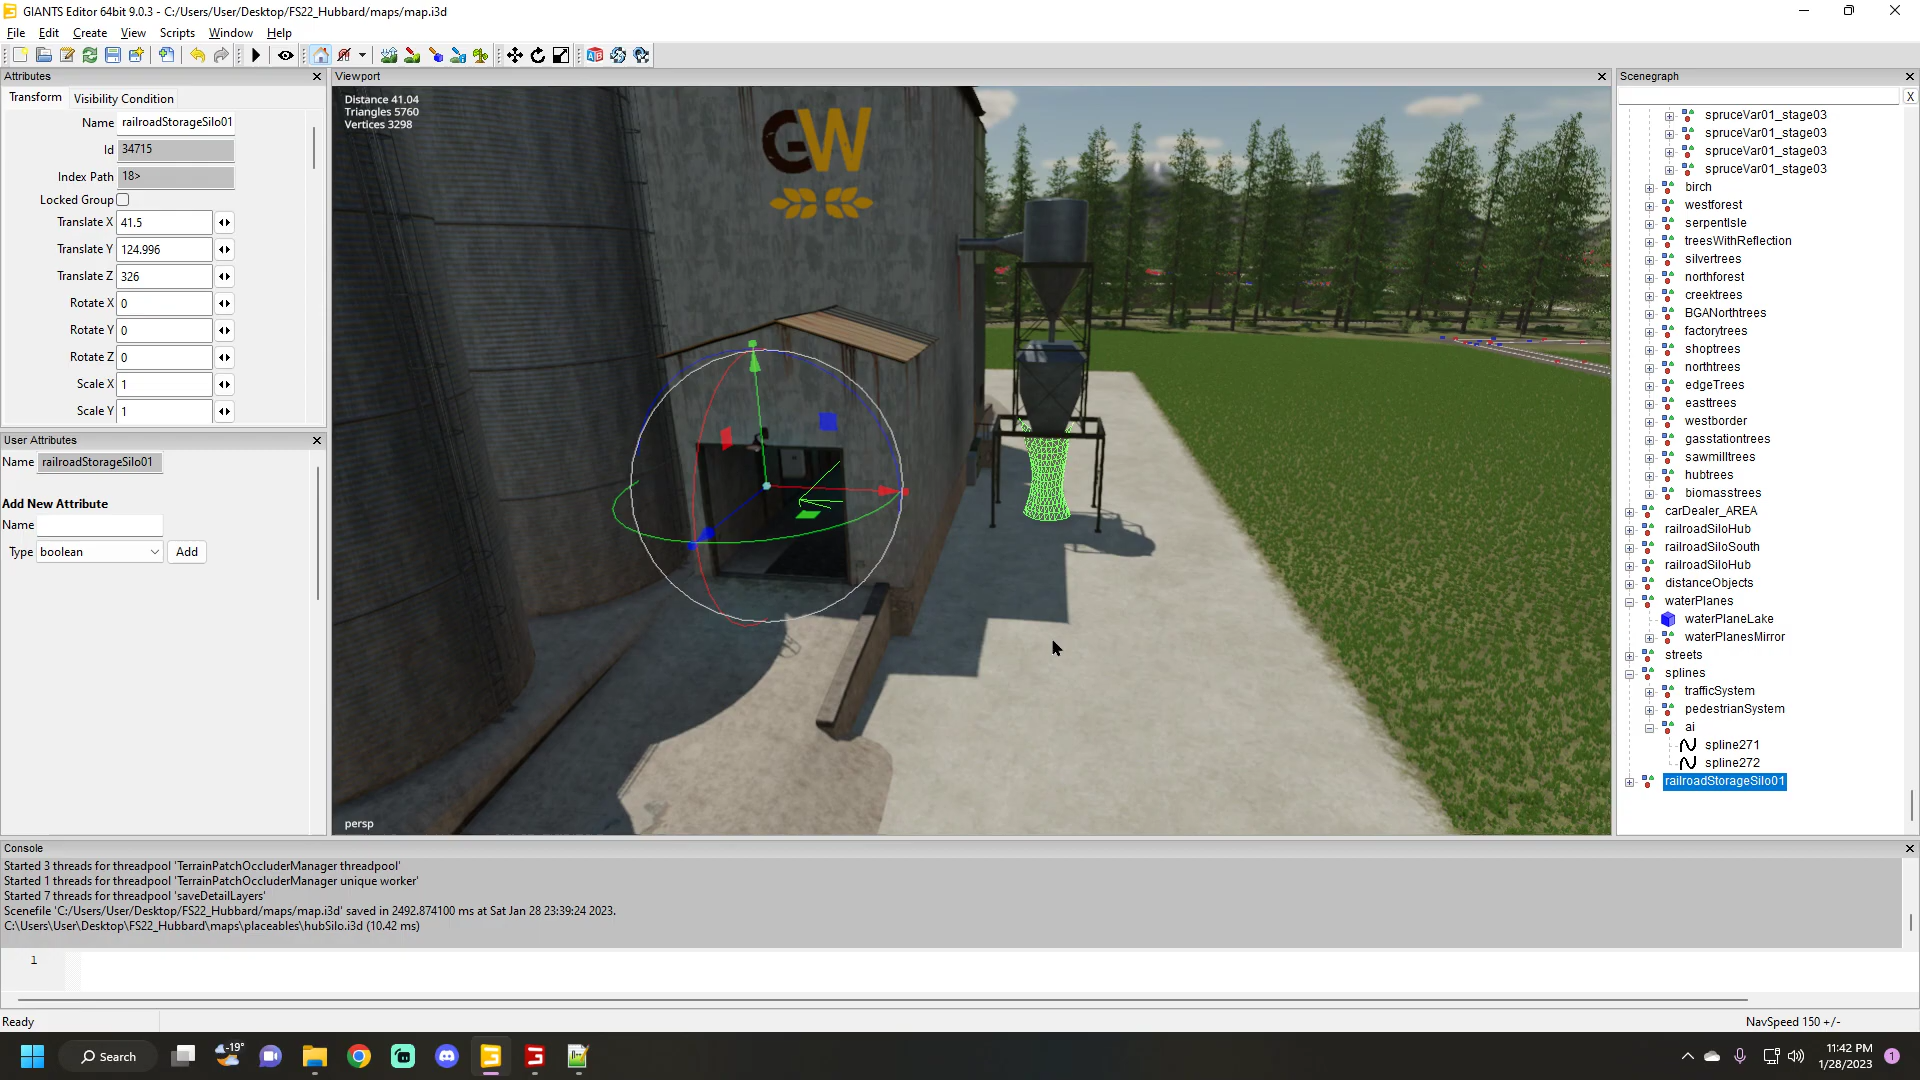 GIANTS Editor 64bit 9.0.3 - C:/Users/User/Desktop/FS22_Hubbard/maps/map.i3d
File Edit Create View Scripts Window Help
Attributes
Transform Visibility Condition
Name railroadStorageSilo01
Id 34715
Index Path 18>
Locked Group
Translate X 41.5
Translate Y 124.996
Translate Z 326
Rotate X 0
Rotate Y 0
Rotate Z 0
Scale X 1
Scale Y 1
User Attributes
Name railroadStorageSilo01
Add New Attribute
Name
Type boolean Add
Viewport
Distance 41.04
Triangles 5760
Vertices 3298
GW
persp
Scenegraph
X
spruceVar01_stage03
spruceVar01_stage03
spruceVar01_stage03
spruceVar01_stage03
birch
westforest
serpentIsle
treesWithReflection
silvertrees
northforest
creektrees
BGANorthtrees
factorytrees
shoptrees
northtrees
edgeTrees
easttrees
westborder
gasstationtrees
sawmilltrees
hubtrees
biomasstrees
carDealer_AREA
railroadSiloHub
railroadSiloSouth
railroadSiloHub
distanceObjects
waterPlanes
waterPlaneLake
waterPlanesMirror
streets
splines
trafficSystem
pedestrianSystem
ai
spline271
spline272
railroadStorageSilo01
Console
Started 3 threads for threadpool 'TerrainPatchOccluderManager threadpool'
Started 1 threads for threadpool 'TerrainPatchOccluderManager unique worker'
Started 7 threads for threadpool 'saveDetailLayers'
Scenefile 'C:/Users/User/Desktop/FS22_Hubbard/maps/map.i3d' saved in 2492.874100 ms at Sat Jan 28 23:39:24 2023.
C:\Users\User\Desktop\FS22_Hubbard\maps\placeables\hubSilo.i3d (10.42 ms)
1
Ready
NavSpeed 150 +/-
Search
-19°
11:42 PM
1/28/2023
1